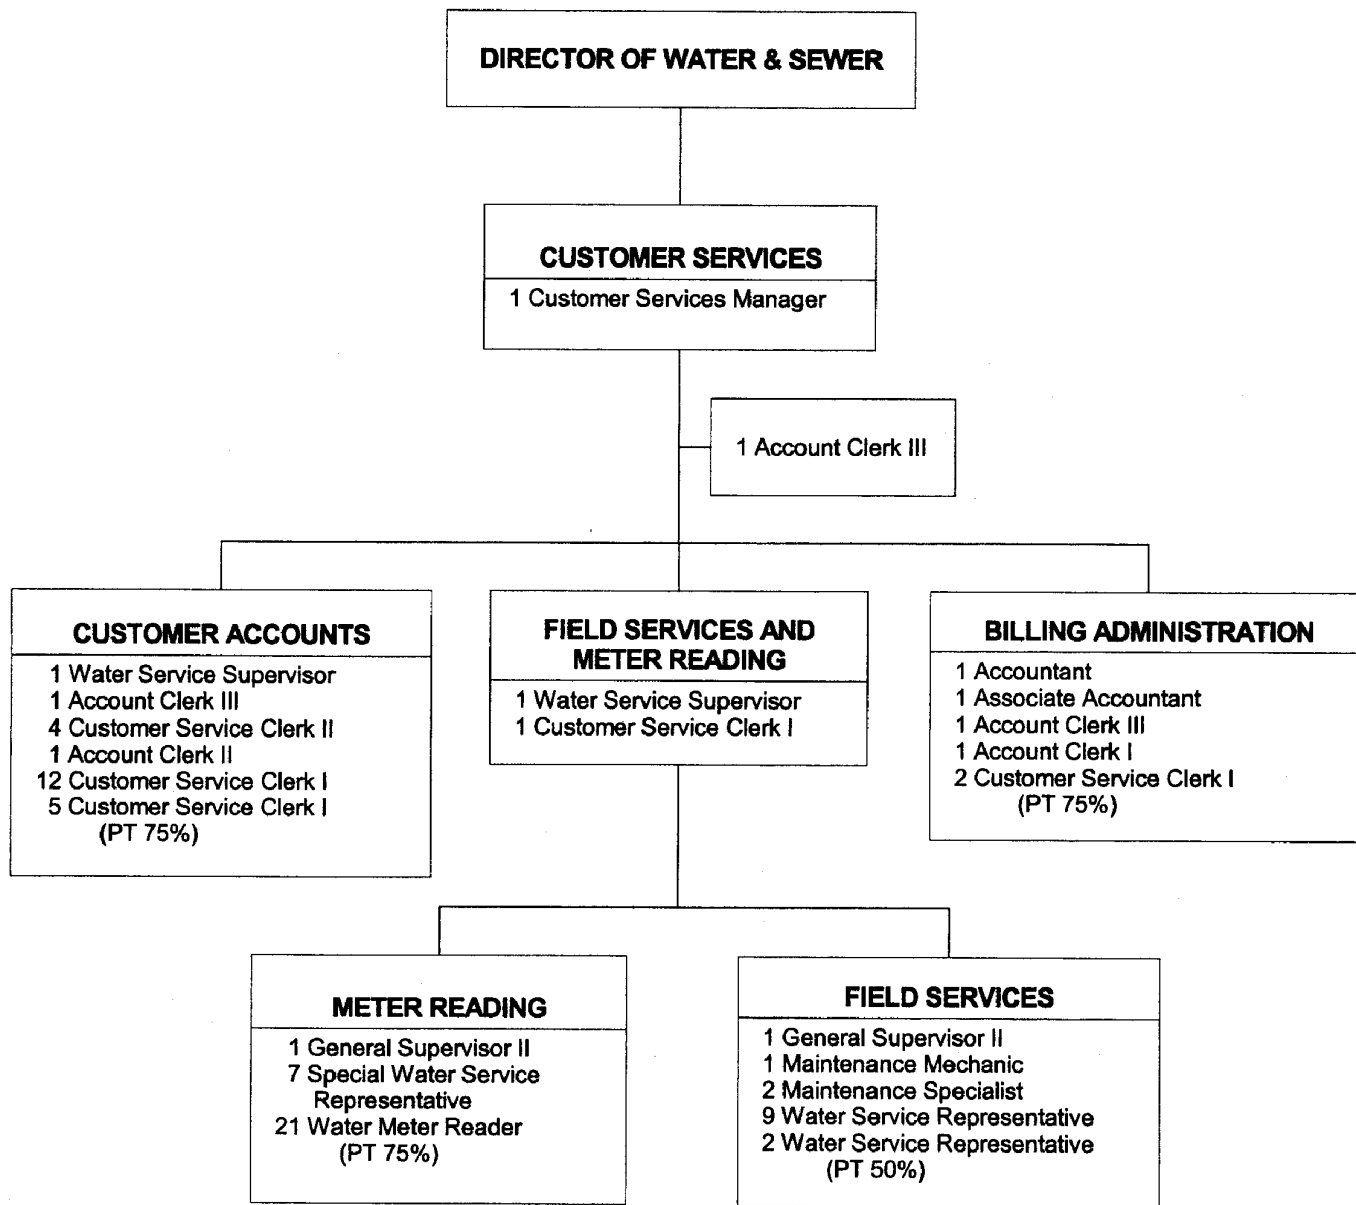 DIRECTOR OF WATER & SEWER
CUSTOMER SERVICES
1 Customer Services Manager
1 Account Clerk III
CUSTOMER ACCOUNTS
1 Water Service Supervisor
1 Account Clerk III
4 Customer Service Clerk II
1 Account Clerk II
12 Customer Service Clerk I
5 Customer Service Clerk I
(PT 75%)
FIELD SERVICES AND
METER READING
1 Water Service Supervisor
1 Customer Service Clerk I
BILLING ADMINISTRATION
1 Accountant
1 Associate Accountant
1 Account Clerk III
1 Account Clerk I
2 Customer Service Clerk I
(PT 75%)
METER READING
1 General Supervisor II
7 Special Water Service
Representative
21 Water Meter Reader
(PT 75%)
FIELD SERVICES
1 General Supervisor II
1 Maintenance Mechanic
2 Maintenance Specialist
9 Water Service Representative
2 Water Service Representative
(PT 50%)